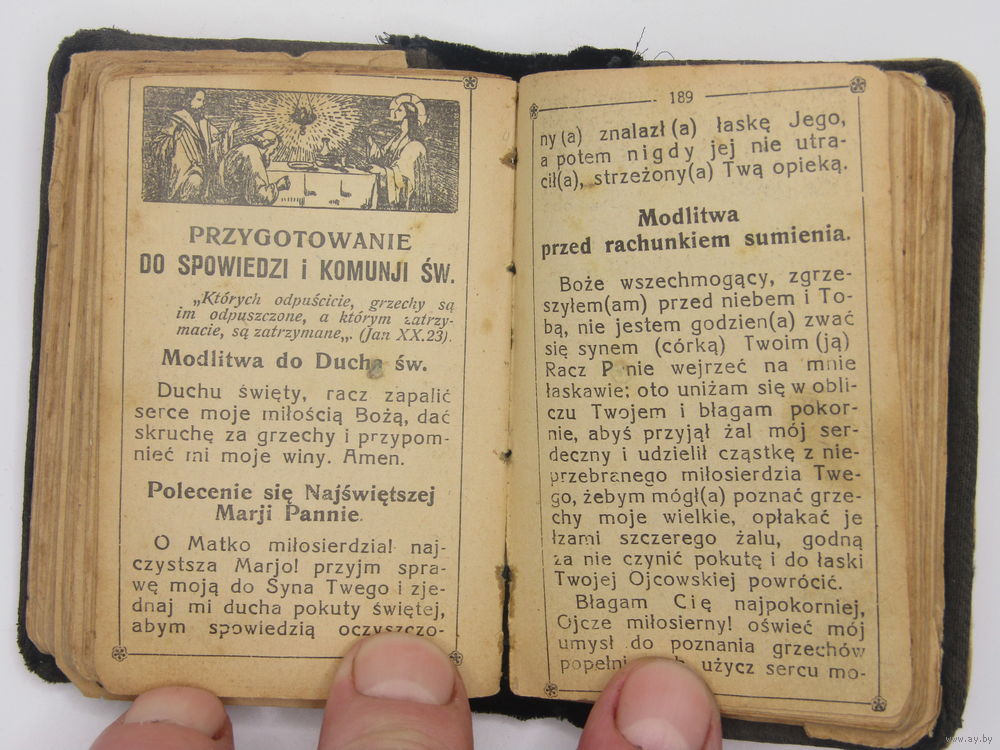 PRZYGOTOWANIE
DO SPOWIEDZI i KOMUNJI ŚW.
„Których odpuścicie, grzechy są
im odpuszczone, a którym zatrzy-
macie, są zatrzymane„. (Jan XX.23).
Modlitwa do Ducha św.
Duchu święty, racz zapalić
serce moje miłością Bożą, dać
skruchę za grzechy i przypom-
nieć mi moje winy. Amen.
Polecenie się Najświętszej
Marji Pannie.
O Matko miłosierdzia! naj-
czystsza Marjo! przyjm spra-
wę moją do Syna Twego i zje-
dnaj mi ducha pokuty świętej,
abym spowiedzią oczyszczo-
189
ny (a) znalazł (a) łaskę Jego,
a potem nigdy jej nie utra-
cił(a), strzeżony(a) Twą opieką.
Modlitwa
przed rachunkiem sumienia.
Boże wszechmogący, zgrze-
szyłem(am) przed niebem i To-
bą, nie jestem godzien(a) zwać
się synem (córką) Twoim (ją)
Racz P nie wejrzeć na mnie
łaskawie; oto uniżam się w obli-
czu Twojem i błagam pokor-
nie, abyś przyjął żal mój ser-
deczny i udzielił cząstkę z nie-
przebranego miłosierdzia Twe-
go, żebym mógł(a) poznać grze-
chy moje wielkie, opłakać je
łzami szczerego żalu, godną
za nie czynić pokutę i do łaski
Twojej Ojcowskiej powrócić.
Błagam Cię najpokorniej,
Ojcze miłosierny! oświeć mój
umysł do poznania grzechów
użycz sercu mo-
www.ay.by